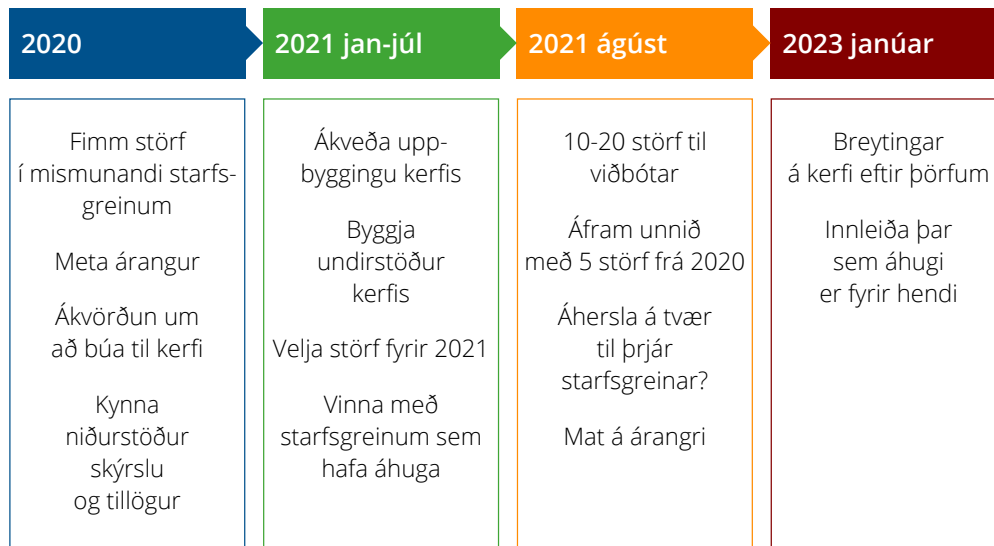 2020
Fimm störf
í mismunandi starfs-
greinum
Meta árangur
Ákvörðun um
að búa til kerfi
Kynna
niðurstöður
skýrslu
og tillögur
2021 jan-júl
Ákveða upp-
byggingu kerfis
Byggja
undirstöður
kerfis
Velja störf fyrir 2021
Vinna með
starfsgreinum sem
hafa áhuga
2021 ágúst
10-20 störf til
viðbótar
Áfram unnið
með 5 störf frá 2020
Áhersla á tvær
til þrjár
starfsgreinar?
Mat á árangri
2023 janúar
Breytingar
á kerfi eftir þörfum
Innleiða þar
sem áhugi
er fyrir hendi